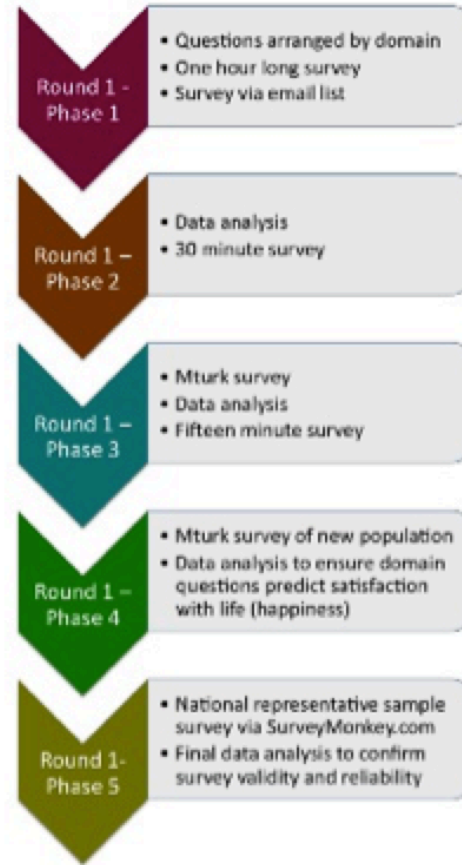 Round 1 -
Phase 1
• Questions arranged by domain
• One hour long survey
• Survey via email list
Round 1 –
Phase 2
• Data analysis
• 30 minute survey
Round 1 –
Phase 3
• Mturk survey
• Data analysis
• Fifteen minute survey
Round 1 –
Phase 4
• Mturk survey of new population
• Data analysis to ensure domain
questions predict satisfaction
with life (happiness)
Round 1-
Phase 5
• National representative sample
survey via SurveyMonkey.com
• Final data analysis to confirm
survey validity and reliability